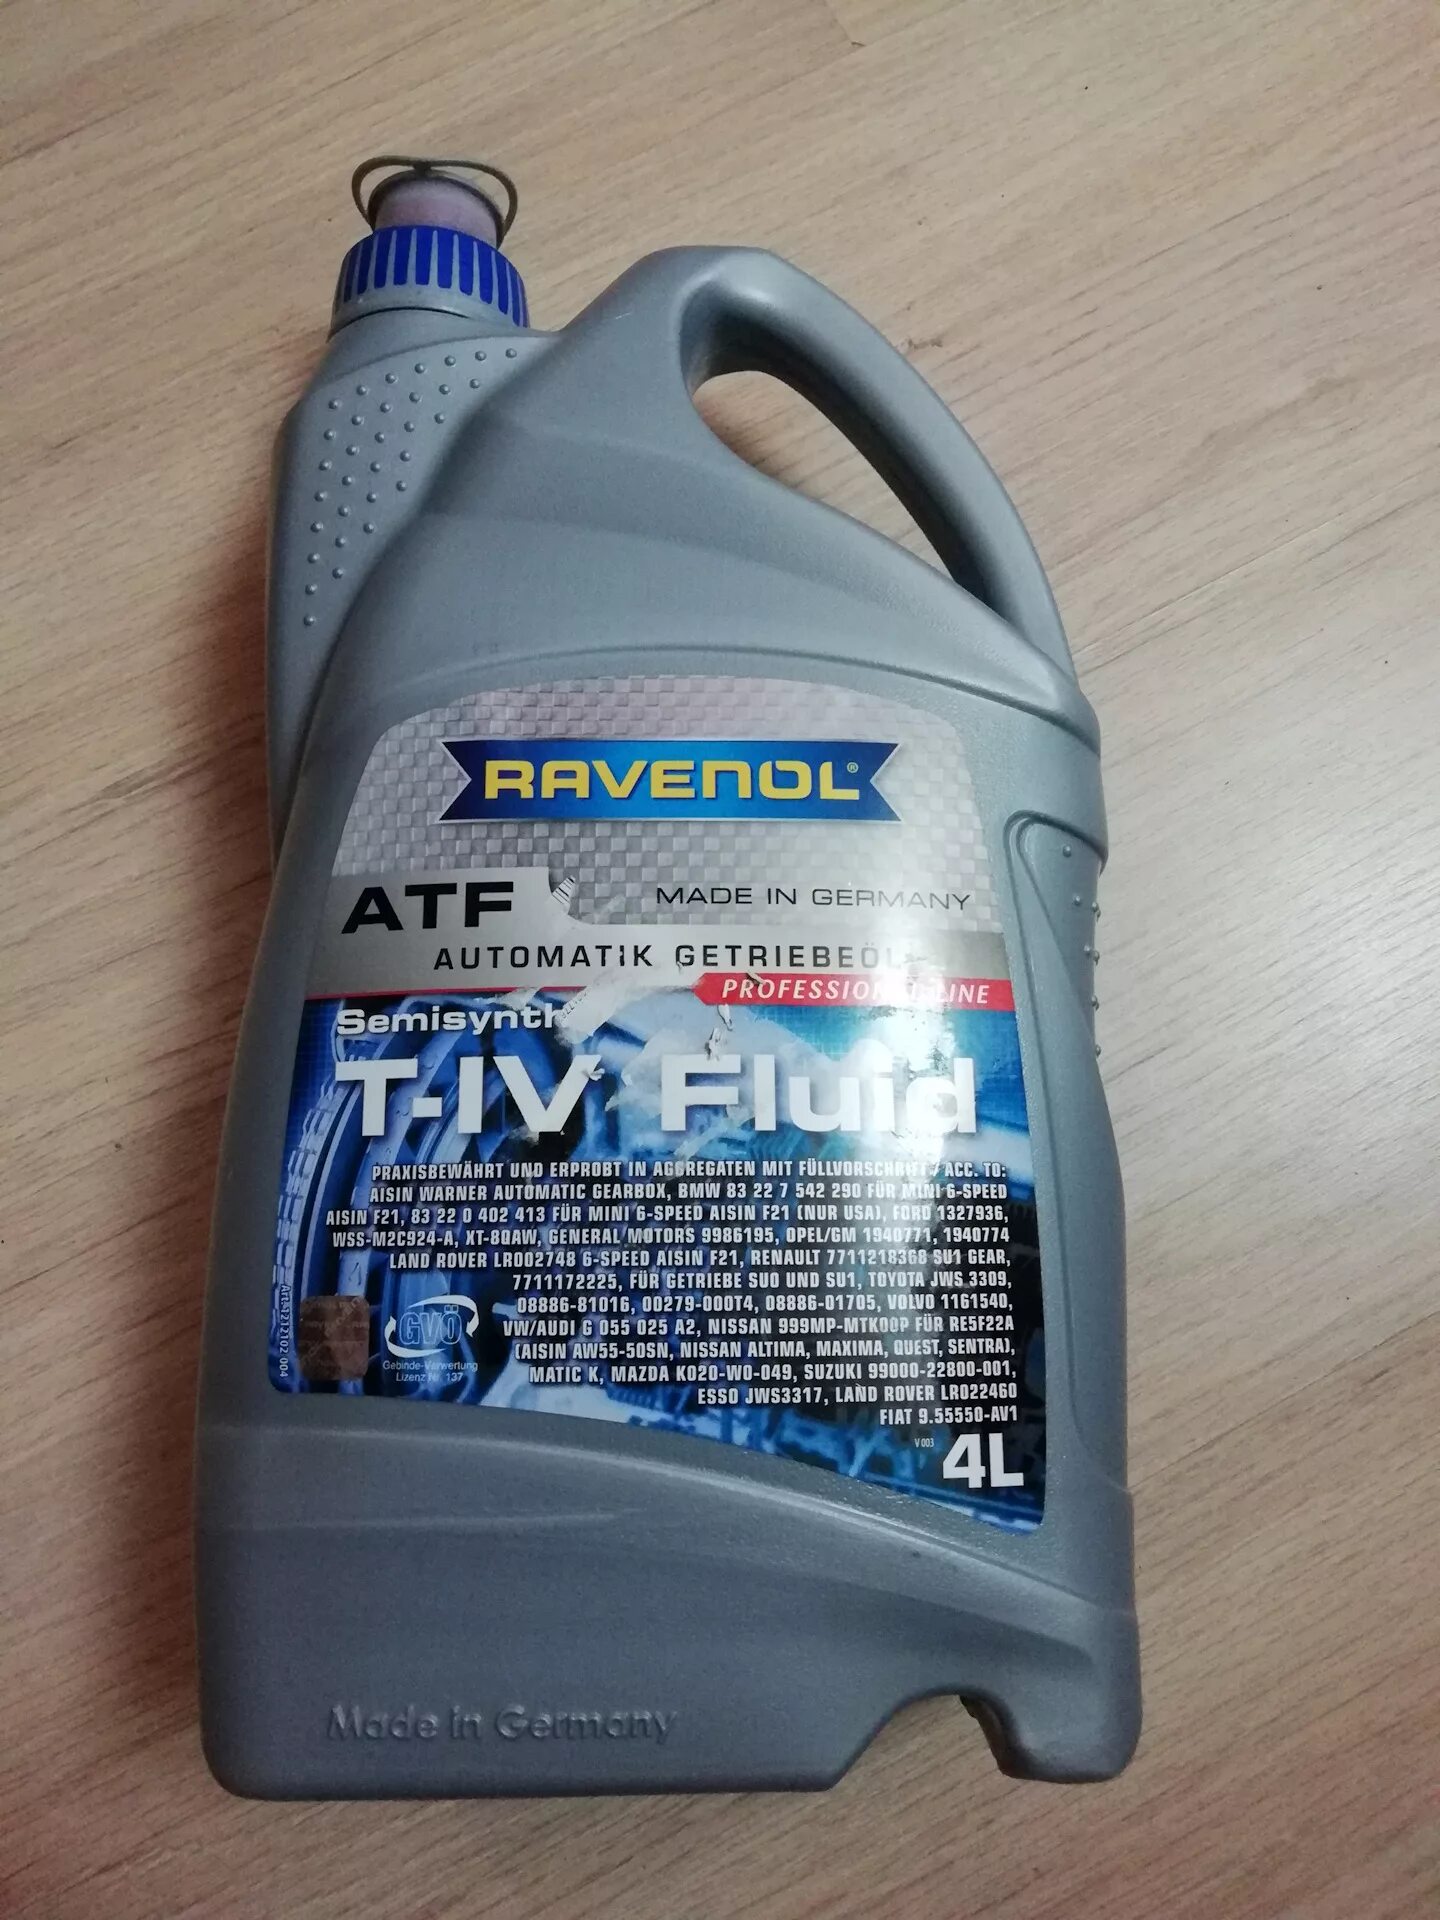 RAVENOL®
ATF
MADE IN GERMANY
AUTOMATIK GETRIEBEÖL
PROFESSIONAL LINE
T-IV Fluid
PRAXISBEWÄHRT UND ERPROBT IN AGGREGATEN MIT FÜLLVORSCHRIFT / ACC. TO:
AISIN WARNER AUTOMATIC GEARBOX, BMW 83 22 7 542 290 FÜR MINI 6-SPEED
AISIN F21, 83 22 0 402 413 FÜR MINI 6-SPEED AISIN F21 (NUR USA), FORD 1327936,
WSS-M2C924-A, XT-8QAW, GENERAL MOTORS 9986195, OPEL/GM 1940771, 1940774
LAND ROVER LR002748 6-SPEED AISIN F21, RENAULT 7711218368 SU1 GEAR,
7711172225, FÜR GETRIEBE SU0 UND SU1, TOYOTA JWS 3309,
08886-81016, 00279-000T4, 08886-01705, VOLVO 1161540,
VW/AUDI G 055 025 A2, NISSAN 999MP-MTK00P FÜR RE5F22A
(AISIN AW55-50SN, NISSAN ALTIMA, MAXIMA, QUEST, SENTRA),
MATIC K, MAZDA K020-W0-049, SUZUKI 99000-22800-001,
ESSO JWS3317, LAND ROVER LR022460
FIAT 9.55550-AV1
V 003
4L
GVÖ
Gebinde-Verwertung
Lizenz Nr. 137
Made in Germany